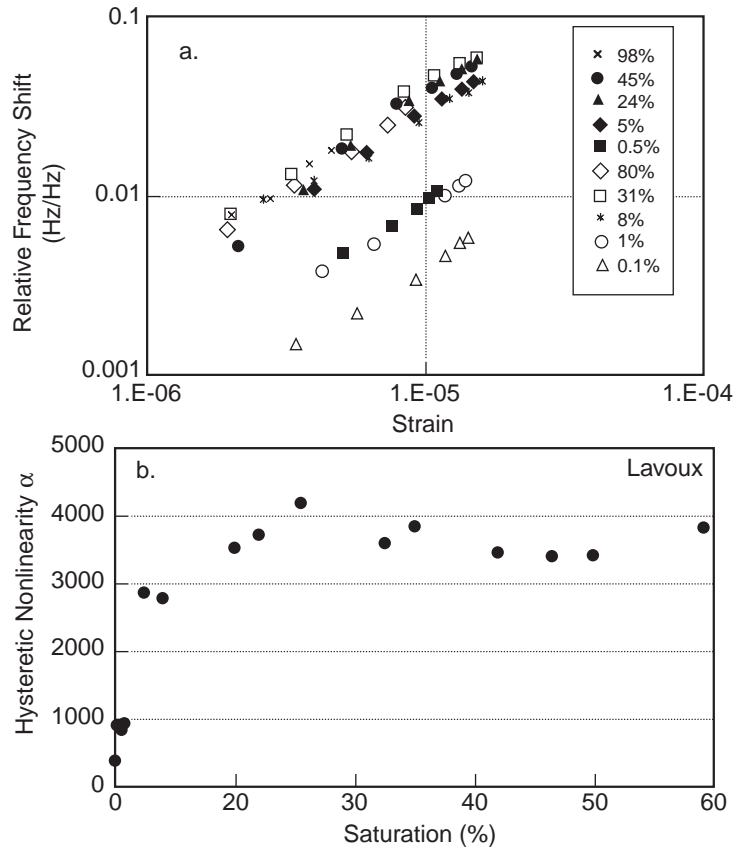 a.
0.1
0.01
0.001
Relative Frequency Shift
(Hz/Hz)
98%
45%
24%
5%
0.5%
80%
31%
8%
1%
0.1%
1.E-06
1.E-05
1.E-04
Strain
b.
Lavoux
5000
4000
3000
2000
1000
0
Hysteretic Nonlinearity α
0
20
30
40
50
60
Saturation (%)